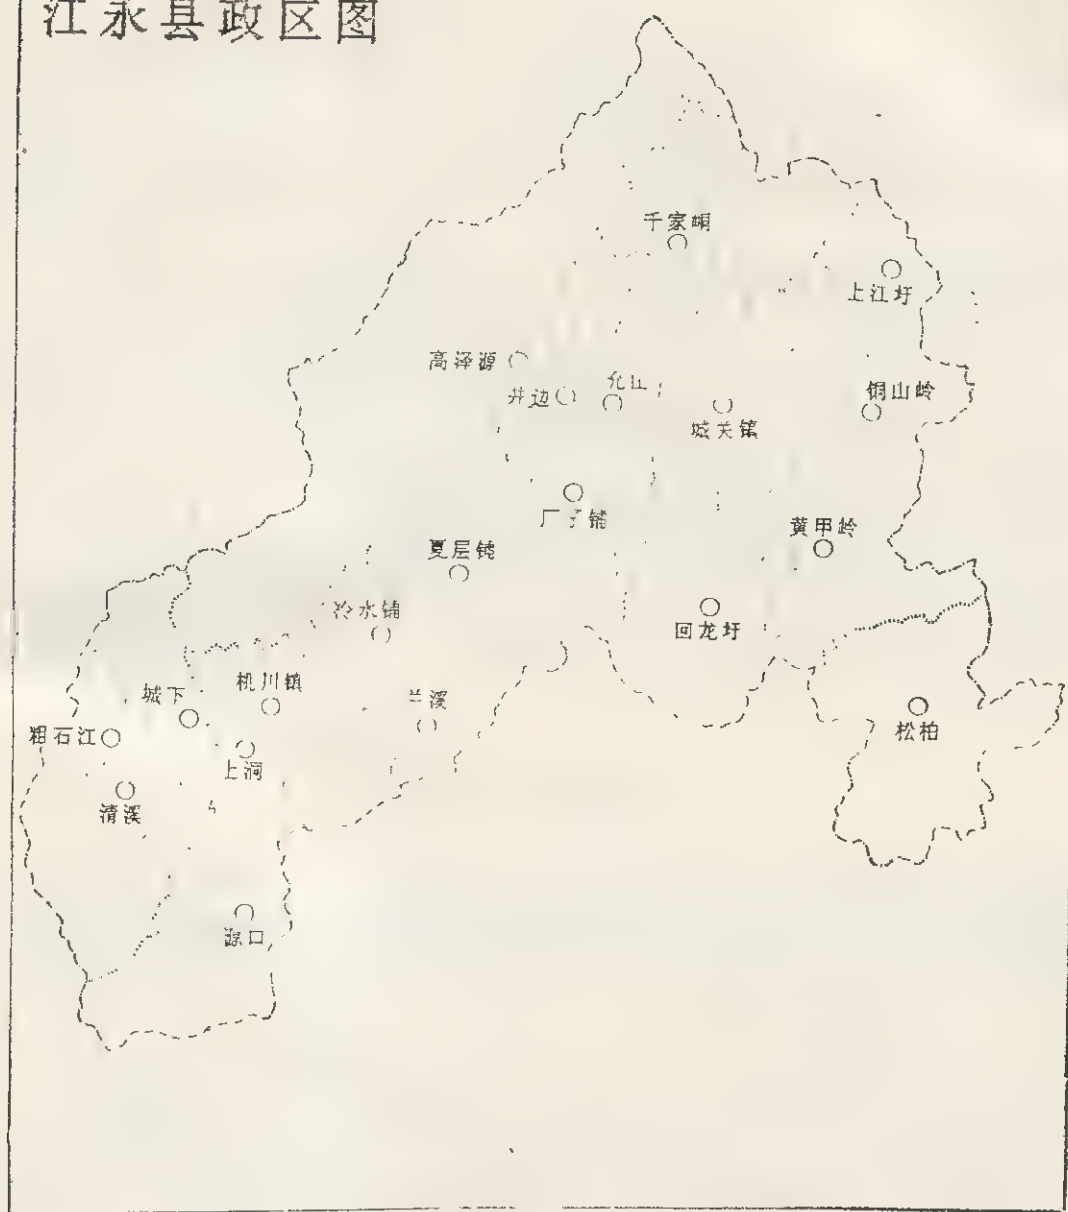 江永县政区图
千家峒
上江圩
高泽源
井边
允山
铜山岭
城关镇
厂子铺
黄甲岭
夏层铺
冷水铺
回龙圩
桃川镇
城下
兰溪
粗石江
松柏
上洞
清溪
源口